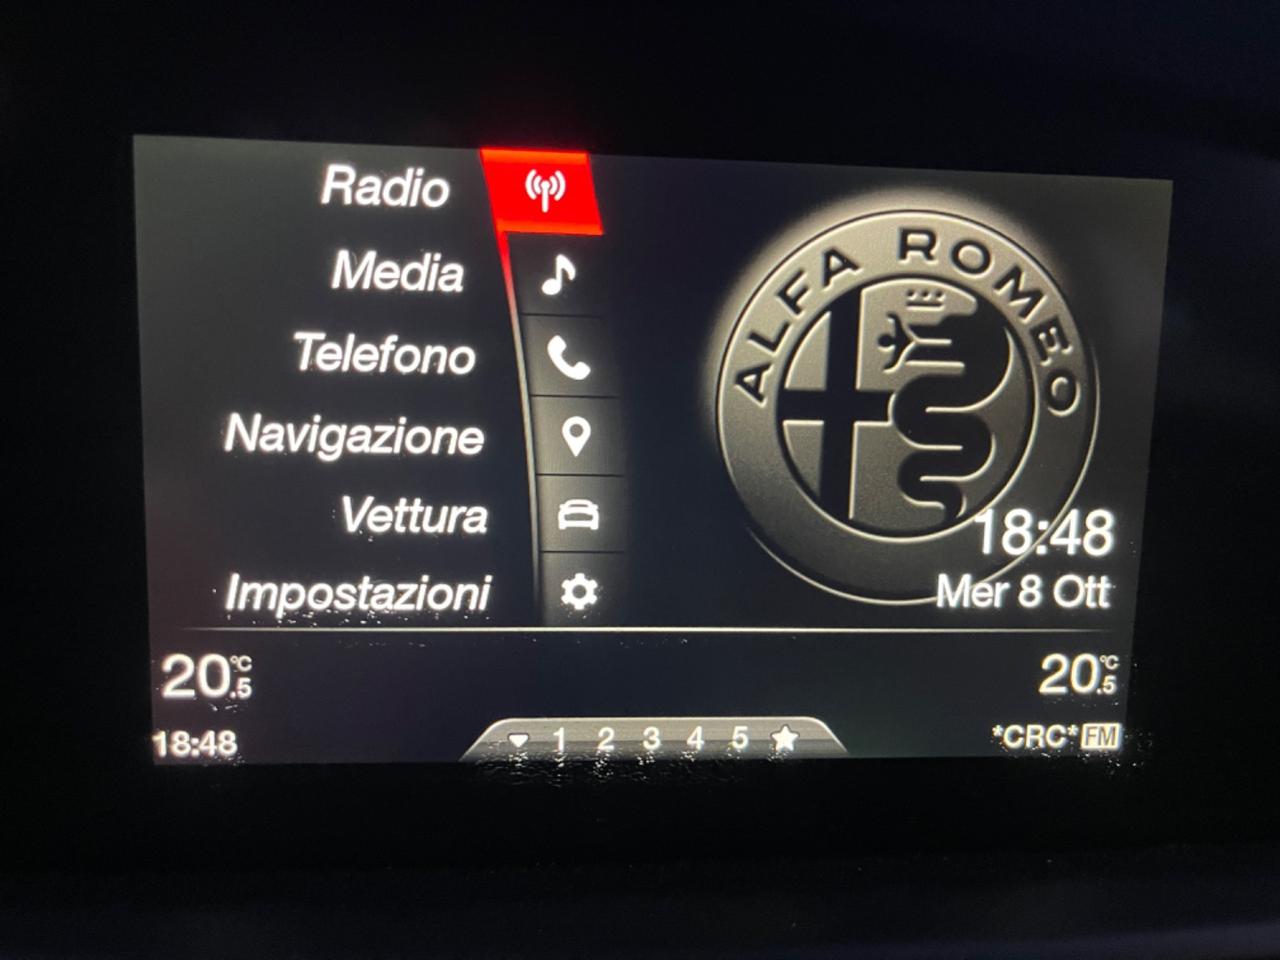 Radio
Media
Telefono
Navigazione
Vettura
Impostazioni
ALFA ROMEO
18:48
Mer 8 Ott
20.5 °C
20.5 °C
18:48
1 2 3 4 5
*CRC* FM